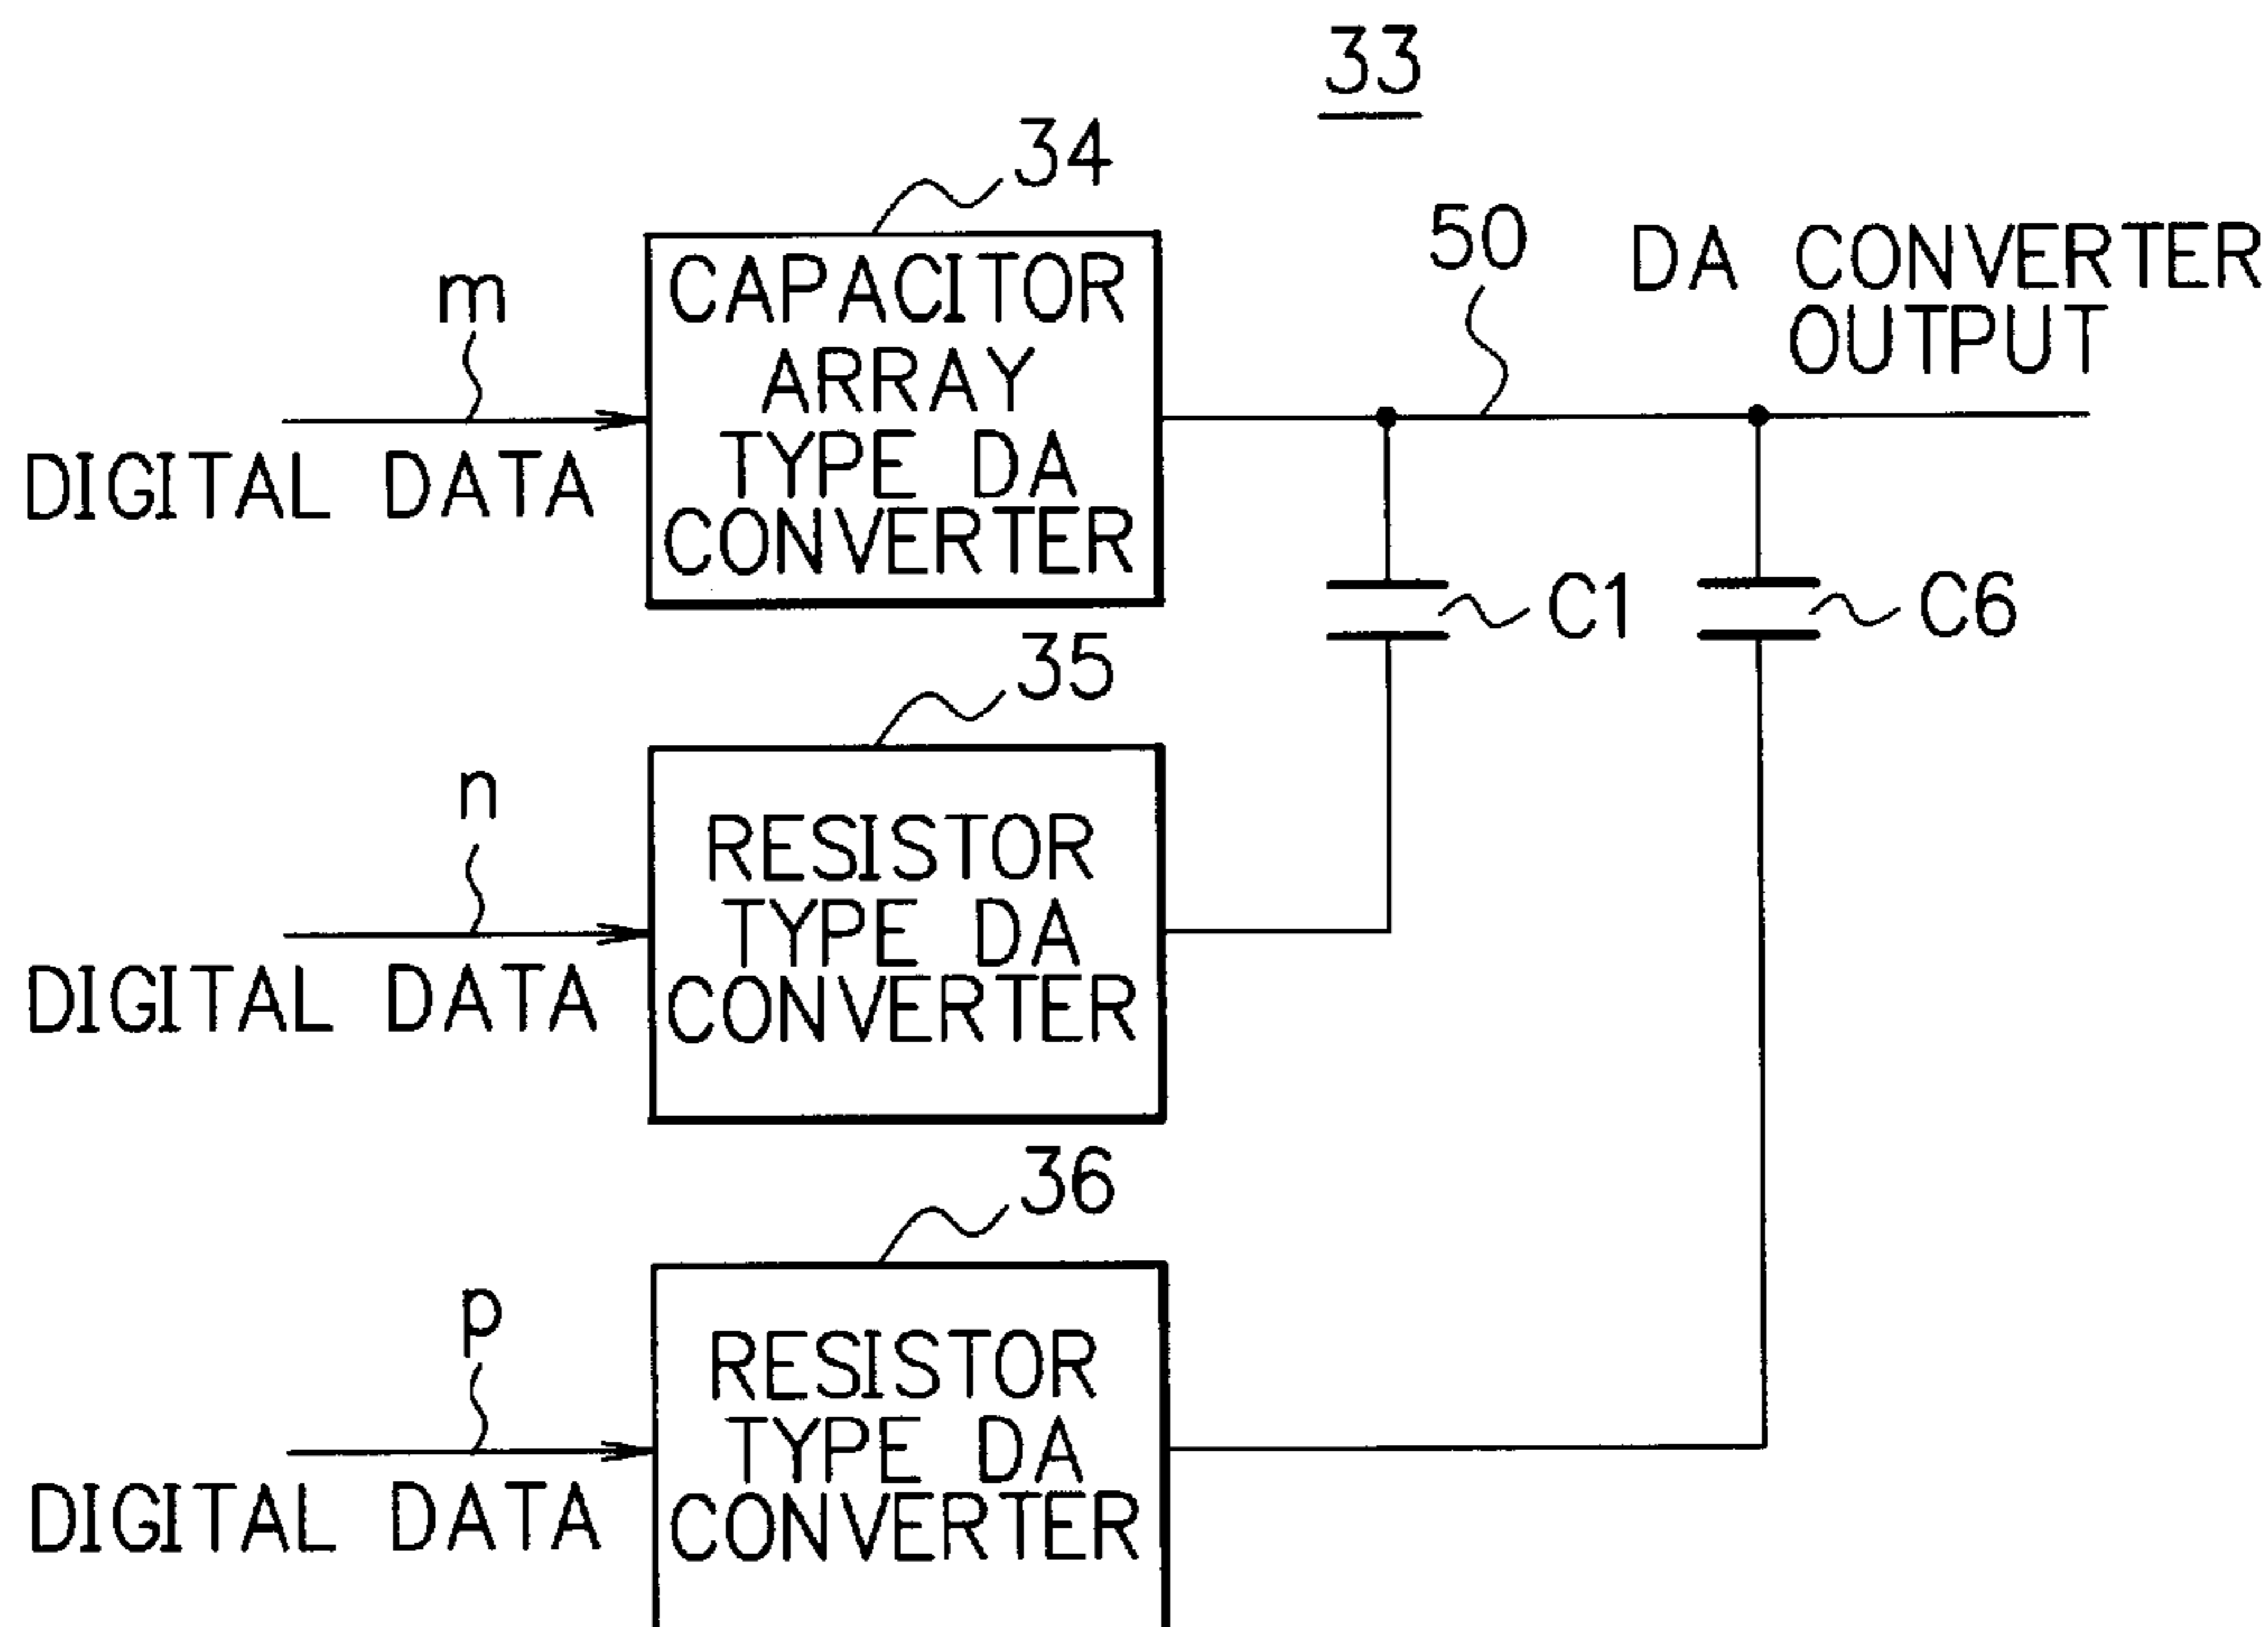 33
34
50
DA CONVERTER
OUTPUT
m
DIGITAL DATA
CAPACITOR
ARRAY
TYPE DA
CONVERTER
C1
C6
35
n
DIGITAL DATA
RESISTOR
TYPE DA
CONVERTER
36
p
DIGITAL DATA
RESISTOR
TYPE DA
CONVERTER